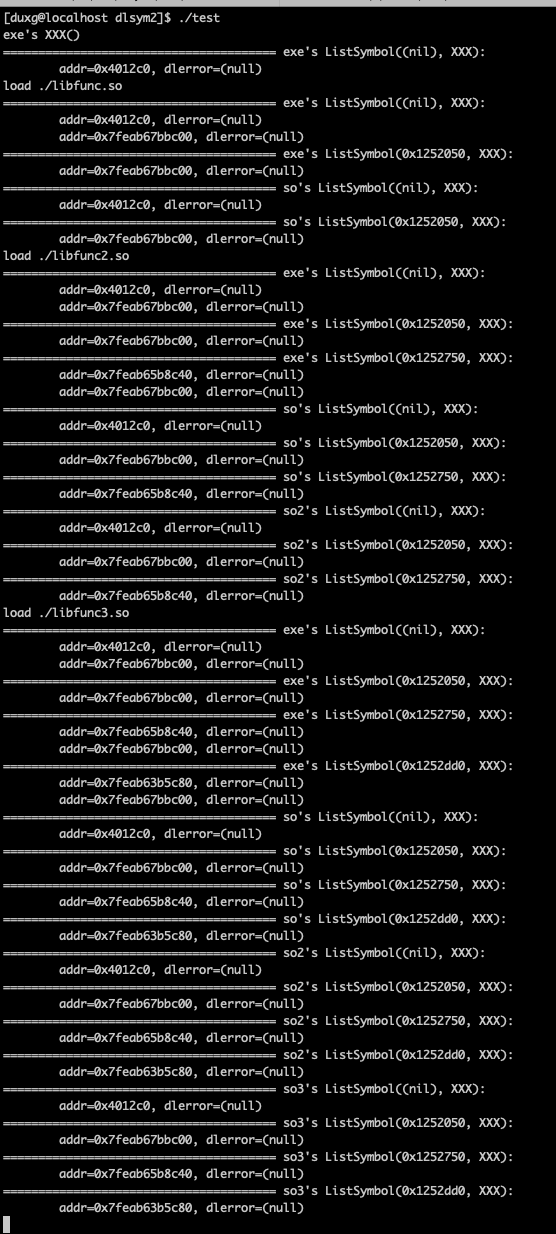 [duxg@localhost dlsym2]$ ./test
exe's XXX()
======================================= exe's ListSymbol((nil), XXX):
        addr=0x4012c0, dlerror=(null)
load ./libfunc.so
======================================= exe's ListSymbol((nil), XXX):
        addr=0x4012c0, dlerror=(null)
        addr=0x7feab67bbc00, dlerror=(null)
======================================= exe's ListSymbol(0x1252050, XXX):
        addr=0x7feab67bbc00, dlerror=(null)
======================================= so's ListSymbol((nil), XXX):
        addr=0x4012c0, dlerror=(null)
======================================= so's ListSymbol(0x1252050, XXX):
        addr=0x7feab67bbc00, dlerror=(null)
load ./libfunc2.so
======================================= exe's ListSymbol((nil), XXX):
        addr=0x4012c0, dlerror=(null)
        addr=0x7feab67bbc00, dlerror=(null)
======================================= exe's ListSymbol(0x1252050, XXX):
        addr=0x7feab67bbc00, dlerror=(null)
======================================= exe's ListSymbol(0x1252750, XXX):
        addr=0x7feab65b8c40, dlerror=(null)
        addr=0x7feab67bbc00, dlerror=(null)
======================================= so's ListSymbol((nil), XXX):
        addr=0x4012c0, dlerror=(null)
======================================= so's ListSymbol(0x1252050, XXX):
        addr=0x7feab67bbc00, dlerror=(null)
======================================= so's ListSymbol(0x1252750, XXX):
        addr=0x7feab65b8c40, dlerror=(null)
======================================= so2's ListSymbol((nil), XXX):
        addr=0x4012c0, dlerror=(null)
======================================= so2's ListSymbol(0x1252050, XXX):
        addr=0x7feab67bbc00, dlerror=(null)
======================================= so2's ListSymbol(0x1252750, XXX):
        addr=0x7feab65b8c40, dlerror=(null)
load ./libfunc3.so
======================================= exe's ListSymbol((nil), XXX):
        addr=0x4012c0, dlerror=(null)
        addr=0x7feab67bbc00, dlerror=(null)
======================================= exe's ListSymbol(0x1252050, XXX):
        addr=0x7feab67bbc00, dlerror=(null)
======================================= exe's ListSymbol(0x1252750, XXX):
        addr=0x7feab65b8c40, dlerror=(null)
        addr=0x7feab67bbc00, dlerror=(null)
======================================= exe's ListSymbol(0x1252dd0, XXX):
        addr=0x7feab63b5c80, dlerror=(null)
        addr=0x7feab67bbc00, dlerror=(null)
======================================= so's ListSymbol((nil), XXX):
        addr=0x4012c0, dlerror=(null)
======================================= so's ListSymbol(0x1252050, XXX):
        addr=0x7feab67bbc00, dlerror=(null)
======================================= so's ListSymbol(0x1252750, XXX):
        addr=0x7feab65b8c40, dlerror=(null)
======================================= so's ListSymbol(0x1252dd0, XXX):
        addr=0x7feab63b5c80, dlerror=(null)
======================================= so2's ListSymbol((nil), XXX):
        addr=0x4012c0, dlerror=(null)
======================================= so2's ListSymbol(0x1252050, XXX):
        addr=0x7feab67bbc00, dlerror=(null)
======================================= so2's ListSymbol(0x1252750, XXX):
        addr=0x7feab65b8c40, dlerror=(null)
======================================= so2's ListSymbol(0x1252dd0, XXX):
        addr=0x7feab63b5c80, dlerror=(null)
======================================= so3's ListSymbol((nil), XXX):
        addr=0x4012c0, dlerror=(null)
======================================= so3's ListSymbol(0x1252050, XXX):
        addr=0x7feab67bbc00, dlerror=(null)
======================================= so3's ListSymbol(0x1252750, XXX):
        addr=0x7feab65b8c40, dlerror=(null)
======================================= so3's ListSymbol(0x1252dd0, XXX):
        addr=0x7feab63b5c80, dlerror=(null)